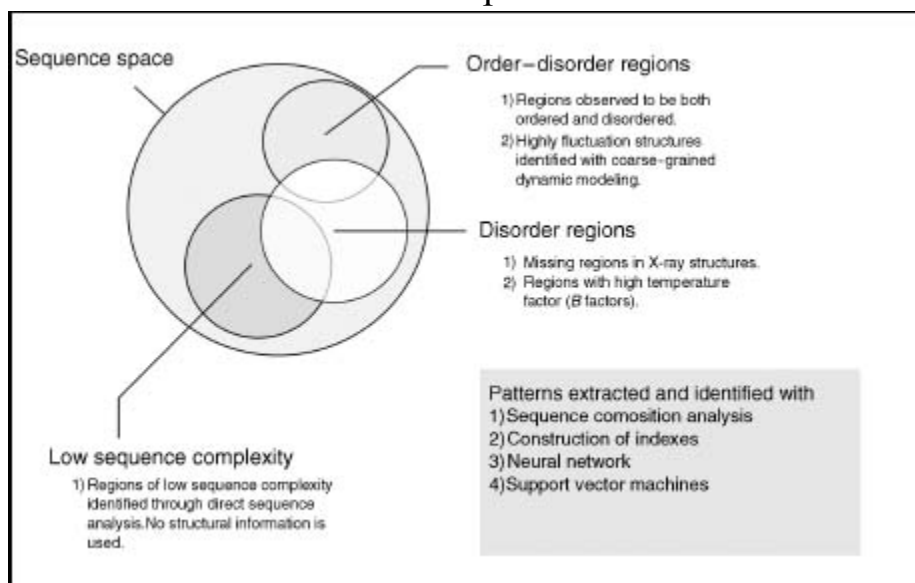 Sequence space
Order-disorder regions
1) Regions observed to be both
ordered and disordered.
2) Highly fluctuation structures
identified with coarse-grained
dynamic modeling.
Disorder regions
1) Missing regions in X-ray structures.
2) Regions with high temperature
factor (B factors).
Low sequence complexity
1) Regions of low sequence complexity
identified through direct sequence
analysis.No structural information is
used.
Patterns extracted and identified with
1)Sequence comosition analysis
2)Construction of indexes
3)Neural network
4)Support vector machines